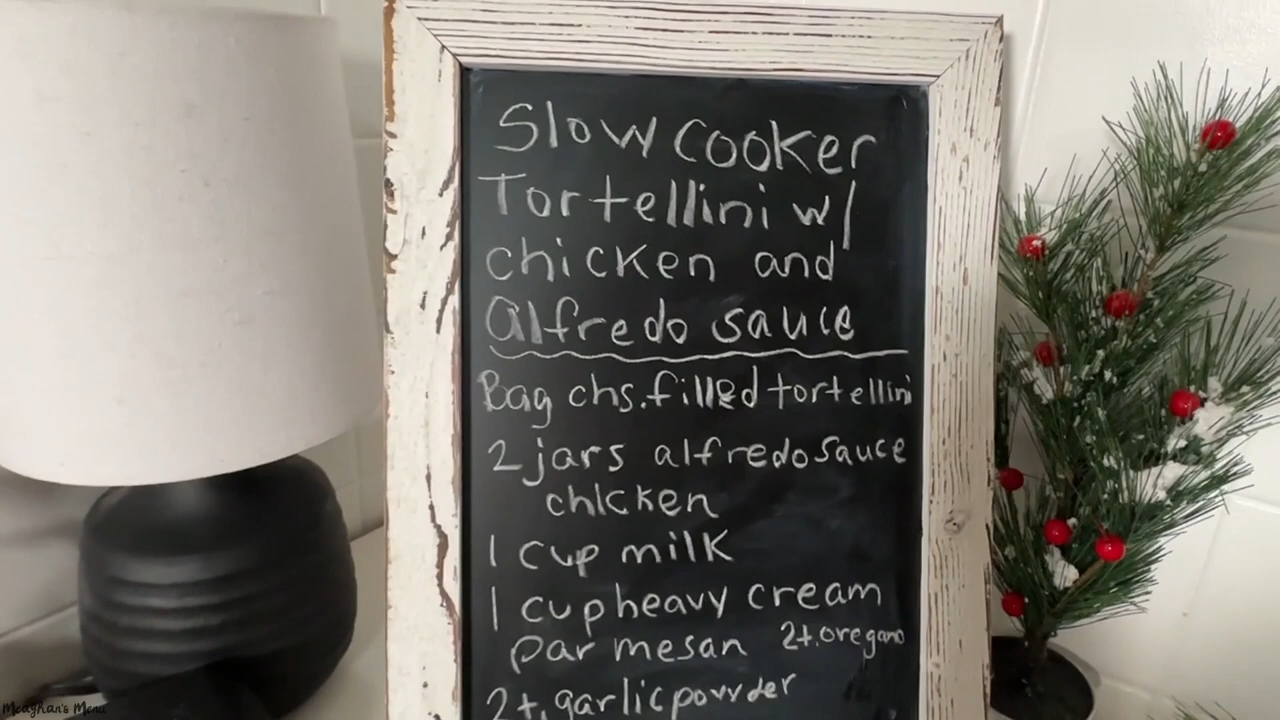 Slow Cooker
Tortellini w/
chicken and
Alfredo sauce
Bag chs. filled tortellini
2 jars alfredo sauce
chicken
1 cup milk
1 cup heavy cream
parmesan 2t. oregano
2t. garlic powder
Meaghan's Menu